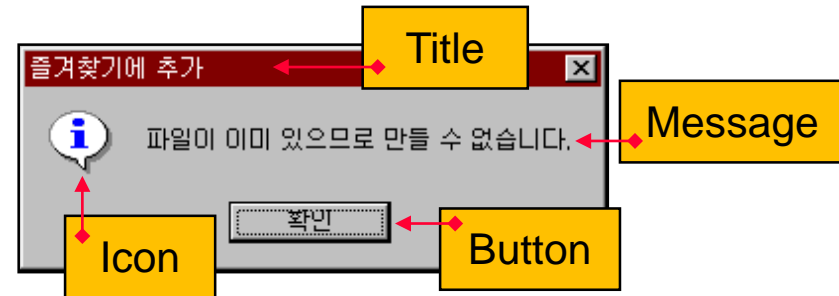 Title
즐겨찾기에 추가
Message
파일이 이미 있으므로 만들 수 없습니다.
확인
Icon
Button